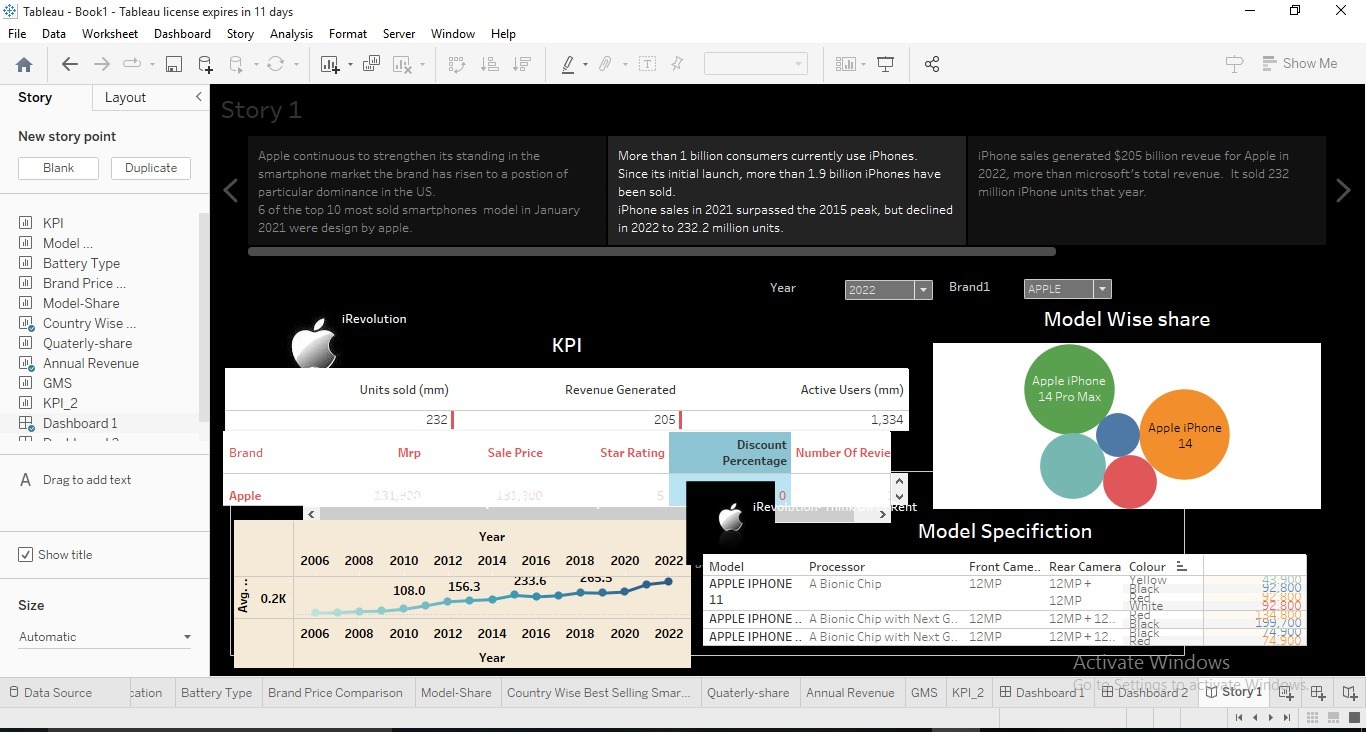 Tableau - Book1 - Tableau license expires in 11 days
File Data Worksheet Dashboard Story Analysis Format Server Window Help
Show Me
Story Layout
New story point
Blank Duplicate
KPI
Model ...
Battery Type
Brand Price ...
Model-Share
Country Wise ...
Quaterly-share
Annual Revenue
GMS
KPI_2
Dashboard 1
A Drag to add text
Show title
Size
Automatic
Story 1
Apple continuous to strengthen its standing in the
smartphone market the brand has risen to a postion of
particular dominance in the US.
6 of the top 10 most sold smartphones model in January
2021 were design by apple.
More than 1 billion consumers currently use iPhones.
Since its initial launch, more than 1.9 billion iPhones have
been sold.
iPhone sales in 2021 surpassed the 2015 peak, but declined
in 2022 to 232.2 million units.
iPhone sales generated $205 billion reveue for Apple in
2022, more than microsoft's total revenue. It sold 232
million iPhone units that year.
Year 2022 Brand1 APPLE
iRevolution
KPI
Units sold (mm) Revenue Generated Active Users (mm)
232 205 1,334
Brand Mrp Sale Price Star Rating Discount
Percentage Number Of Revie
Apple 131,900 131,900 5 0
Year
2006 2008 2010 2012 2014 2016 2018 2020 2022
Avg. ..
0.2K
108.0 156.3 233.6 265.5
2006 2008 2010 2012 2014 2016 2018 2020 2022
Year
Model Wise share
Apple iPhone
14 Pro Max
Apple iPhone
14
iRevolution- Think
Model Specifiction
Model Processor Front Came.. Rear Camera Colour
APPLE IPHONE
11
A Bionic Chip 12MP 12MP +
12MP
Yellow 43,900
Black 92,800
Red 92,800
White 92,800
APPLE IPHONE .. A Bionic Chip with Next G.. 12MP 12MP + 12..
Red 134,800
Black 199,700
APPLE IPHONE .. A Bionic Chip with Next G.. 12MP 12MP + 12..
Black 74,900
Red 74,900
Activate Windows
Go to Settings to activate Windows.
Data Source cation Battery Type Brand Price Comparison Model-Share Country Wise Best Selling Smar... Quaterly-share Annual Revenue GMS KPI_2 Dashboard 1 Dashboard 2 Story 1